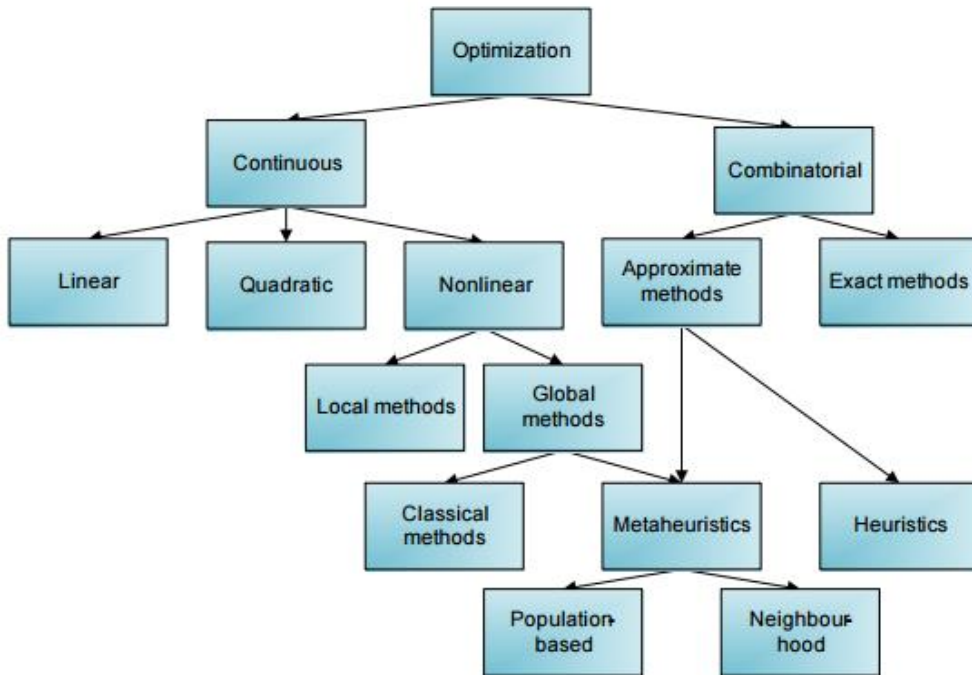 Optimization
Continuous
Combinatorial
Linear
Quadratic
Nonlinear
Approximate
methods
Exact methods
Local methods
Global
methods
Classical
methods
Metaheuristics
Heuristics
Population-
based
Neighbour-
hood